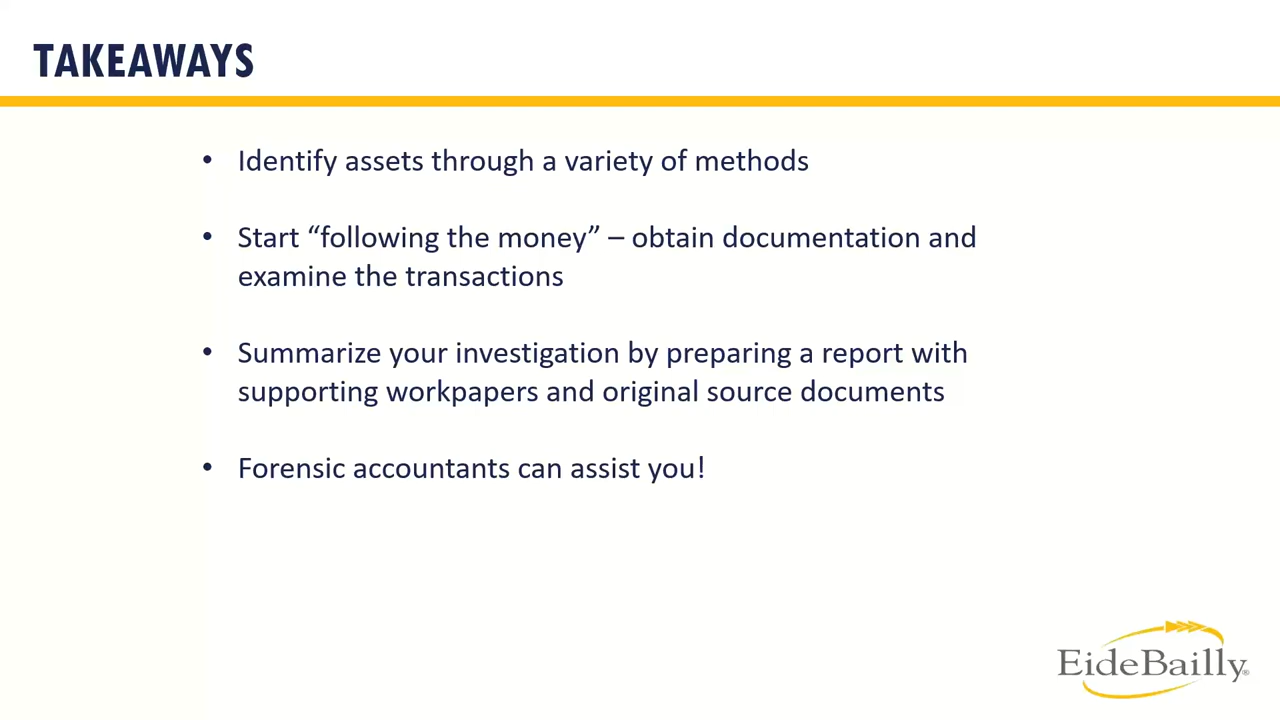 TAKEAWAYS
• Identify assets through a variety of methods
• Start “following the money” – obtain documentation and
examine the transactions
• Summarize your investigation by preparing a report with
supporting workpapers and original source documents
• Forensic accountants can assist you!
EideBailly®